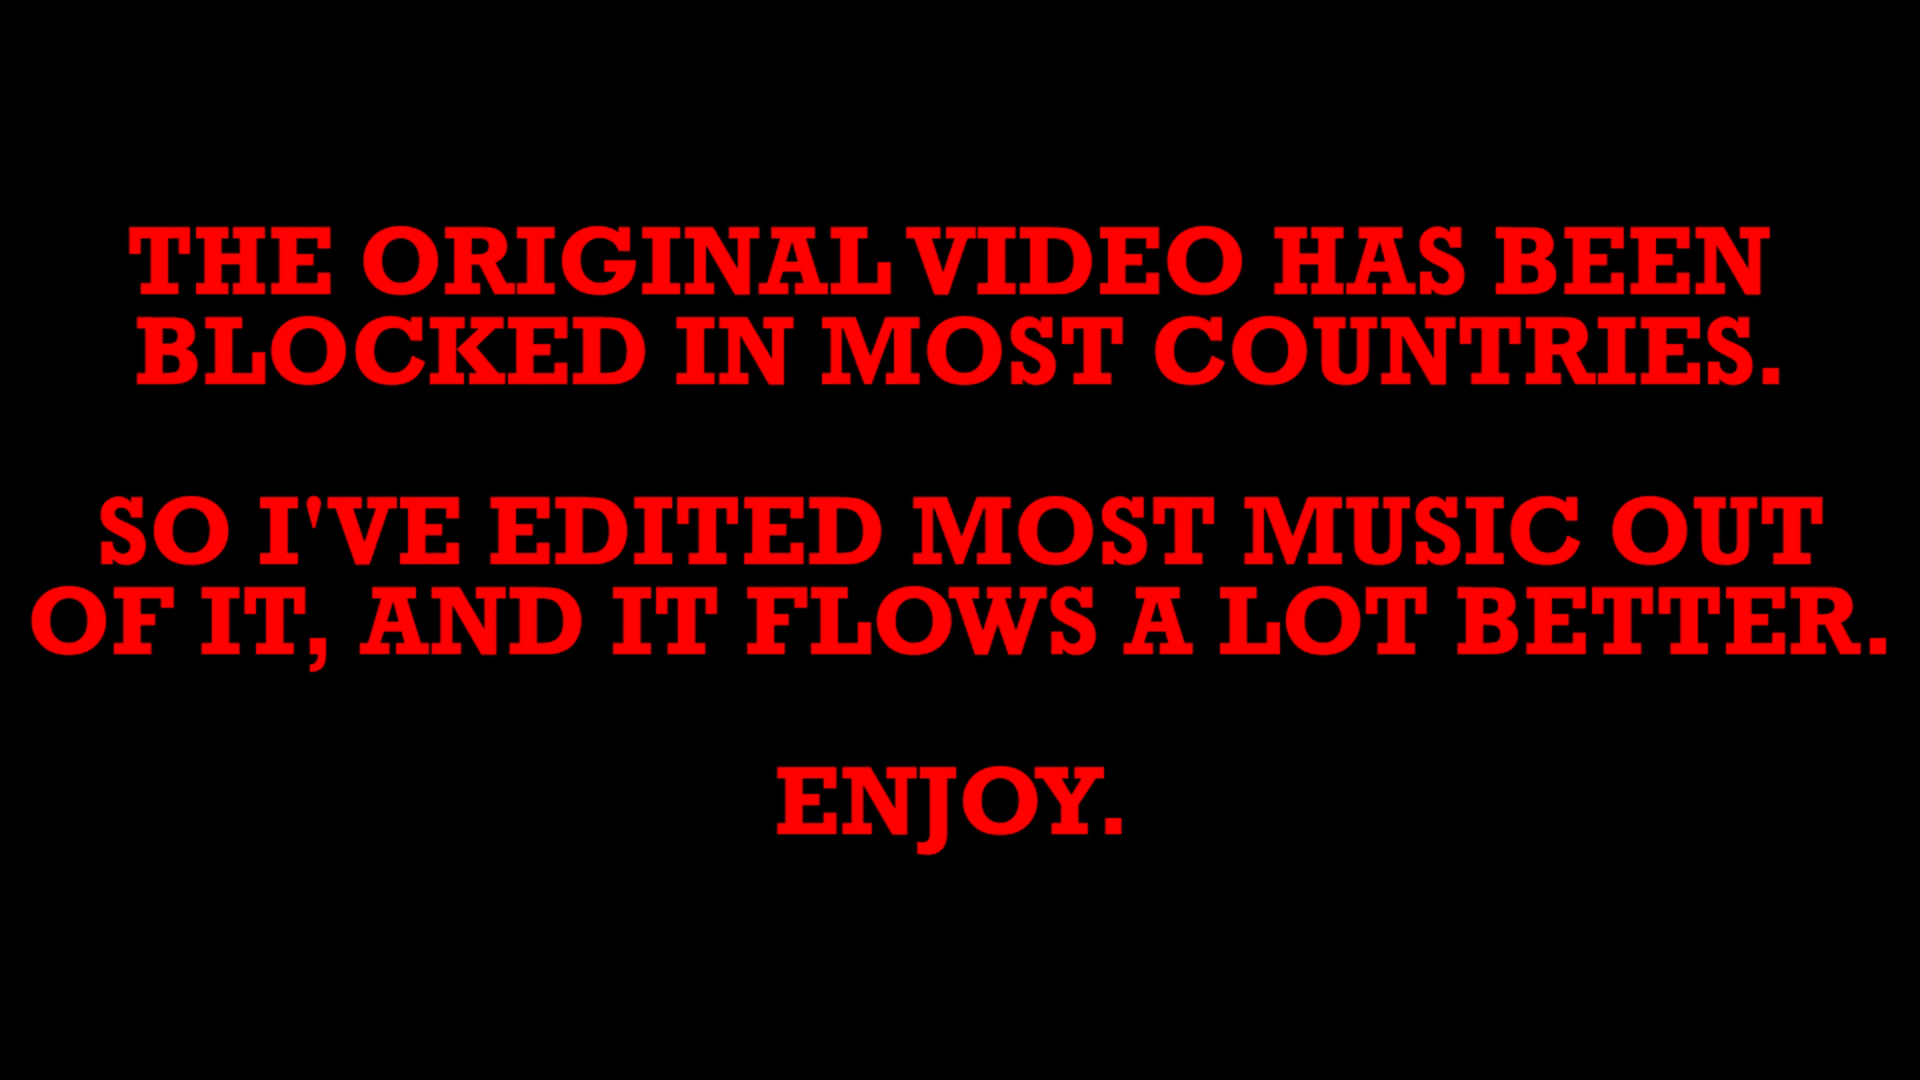 THE ORIGINAL VIDEO HAS BEEN
BLOCKED IN MOST COUNTRIES.
SO I'VE EDITED MOST MUSIC OUT
OF IT, AND IT FLOWS A LOT BETTER.
ENJOY.